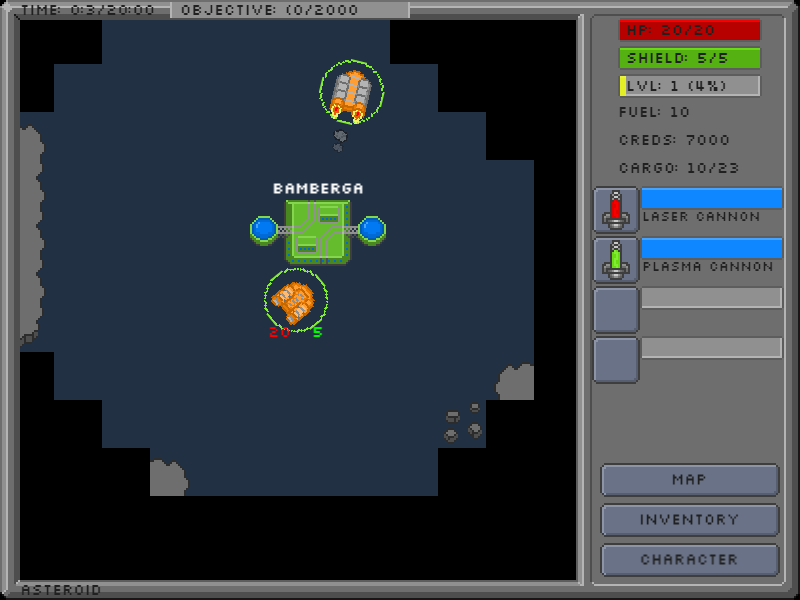 TIME: 0:3/20:00
OBJECTIVE: (0/2000
HP: 20/20
SHIELD: 5/5
LVL: 1 (4%)
FUEL: 10
CREDS: 7000
CARGO: 10/23
BAMBERGA
LASER CANNON
PLASMA CANNON
20 5
MAP
INVENTORY
CHARACTER
ASTEROID